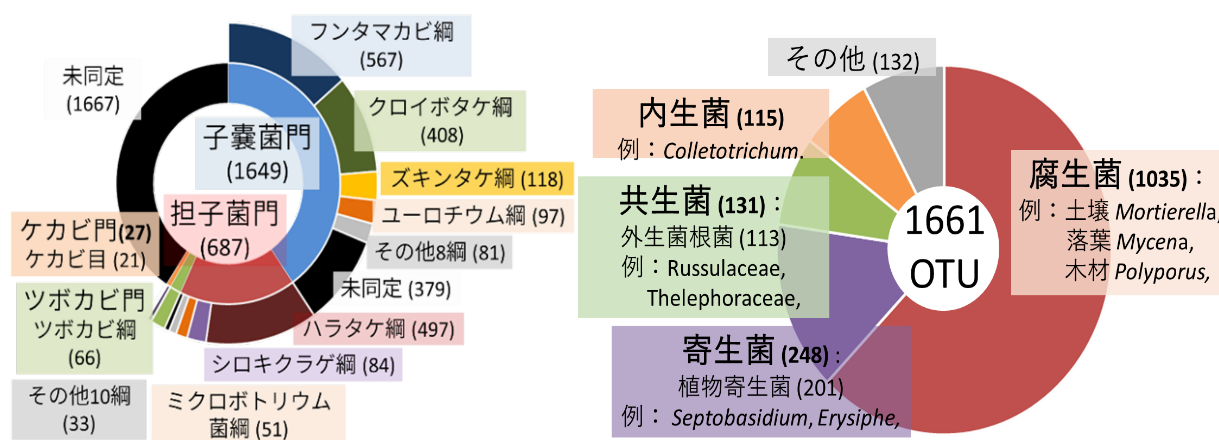 フンタマカビ綱
(567)
未同定
(1667)
クロイボタケ綱
(408)
子嚢菌門
(1649)
ズキンタケ綱 (118)
ユーロチウム綱 (97)
担子菌門
(687)
その他8綱 (81)
ケカビ門(27)
ケカビ目 (21)
未同定 (379)
ツボカビ門
ツボカビ綱
(66)
ハラタケ綱 (497)
シロキクラゲ綱 (84)
その他10綱
(33)
ミクロボトリウム
菌綱 (51)
その他 (132)
内生菌 (115)
例：Colletotrichum.
共生菌 (131)：
外生菌根菌 (113)
例：Russulaceae,
Thelephoraceae,
1661
OTU
腐生菌 (1035)：
例：土壌 Mortierella,
落葉 Mycena,
木材 Polyporus,
寄生菌 (248)：
植物寄生菌 (201)
例： Septobasidium, Erysiphe,